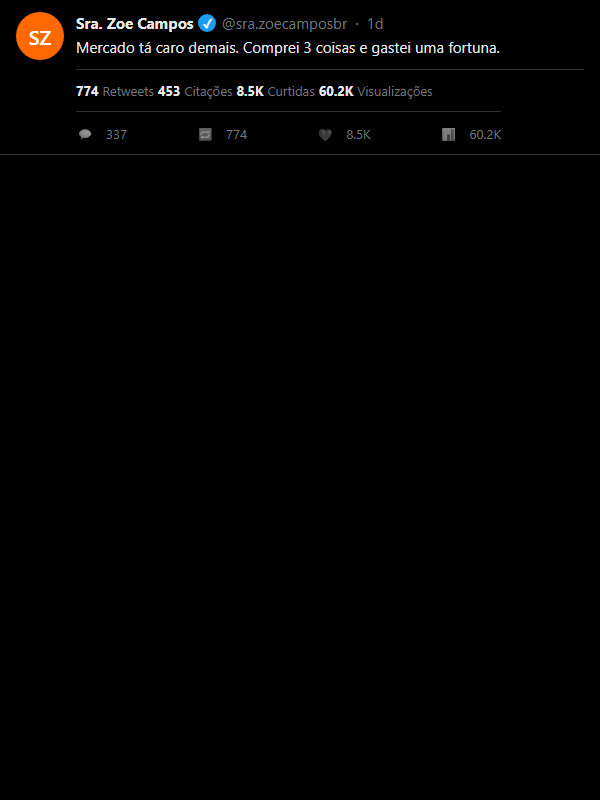 SZ
Sra. Zoe Campos @sra.zoecamposbr · 1d
Mercado tá caro demais. Comprei 3 coisas e gastei uma fortuna.
774 Retweets 453 Citações 8.5K Curtidas 60.2K Visualizações
337 774 8.5K 60.2K